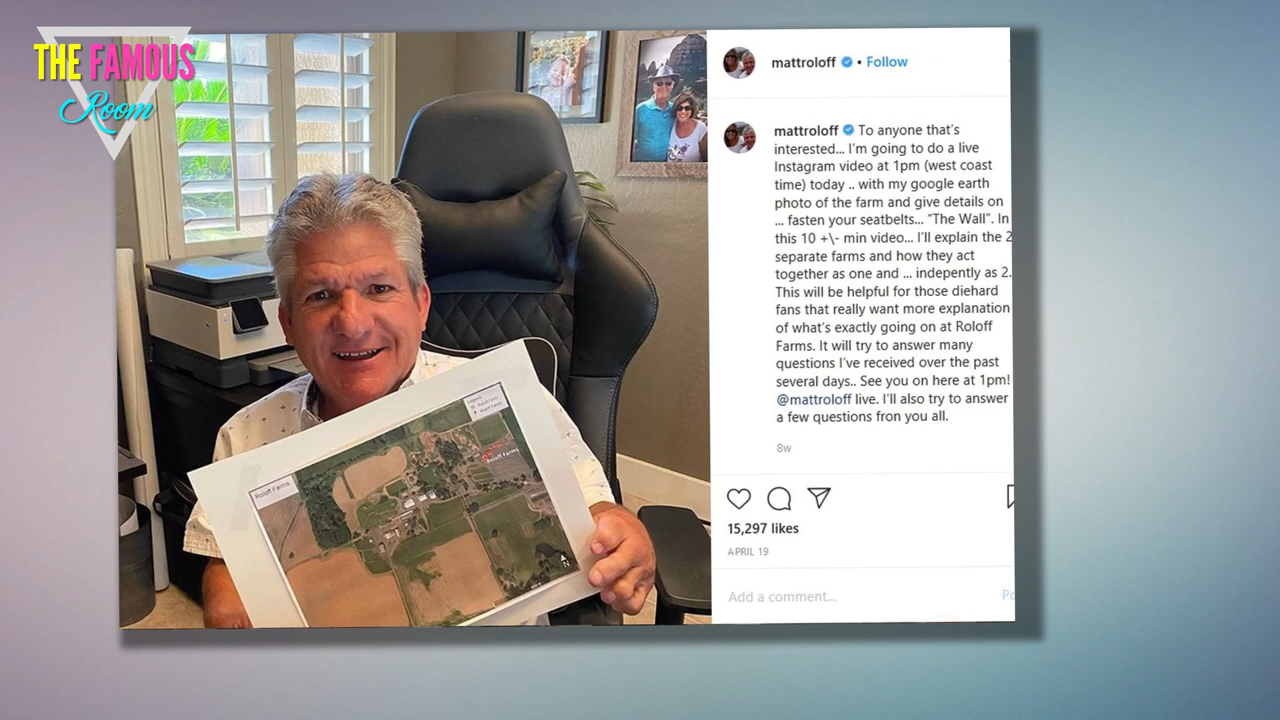 THE FAMOUS
Room
mattroloff • Follow
mattroloff To anyone that's
interested... I'm going to do a live
Instagram video at 1pm (west coast
time) today .. with my google earth
photo of the farm and give details on
... fasten your seatbelts... “The Wall”. In
this 10 +\- min video... I'll explain the 2
separate farms and how they act
together as one and ... indepently as 2.
This will be helpful for those diehard
fans that really want more explanation
of what's exactly going on at Roloff
Farms. It will try to answer many
questions I've received over the past
several days.. See you on here at 1pm!
@mattroloff live. I'll also try to answer
a few questions fron you all.
8w
15,297 likes
APRIL 19
Add a comment...
Po
Roloff Farms
Legend
Roloff Farms
N